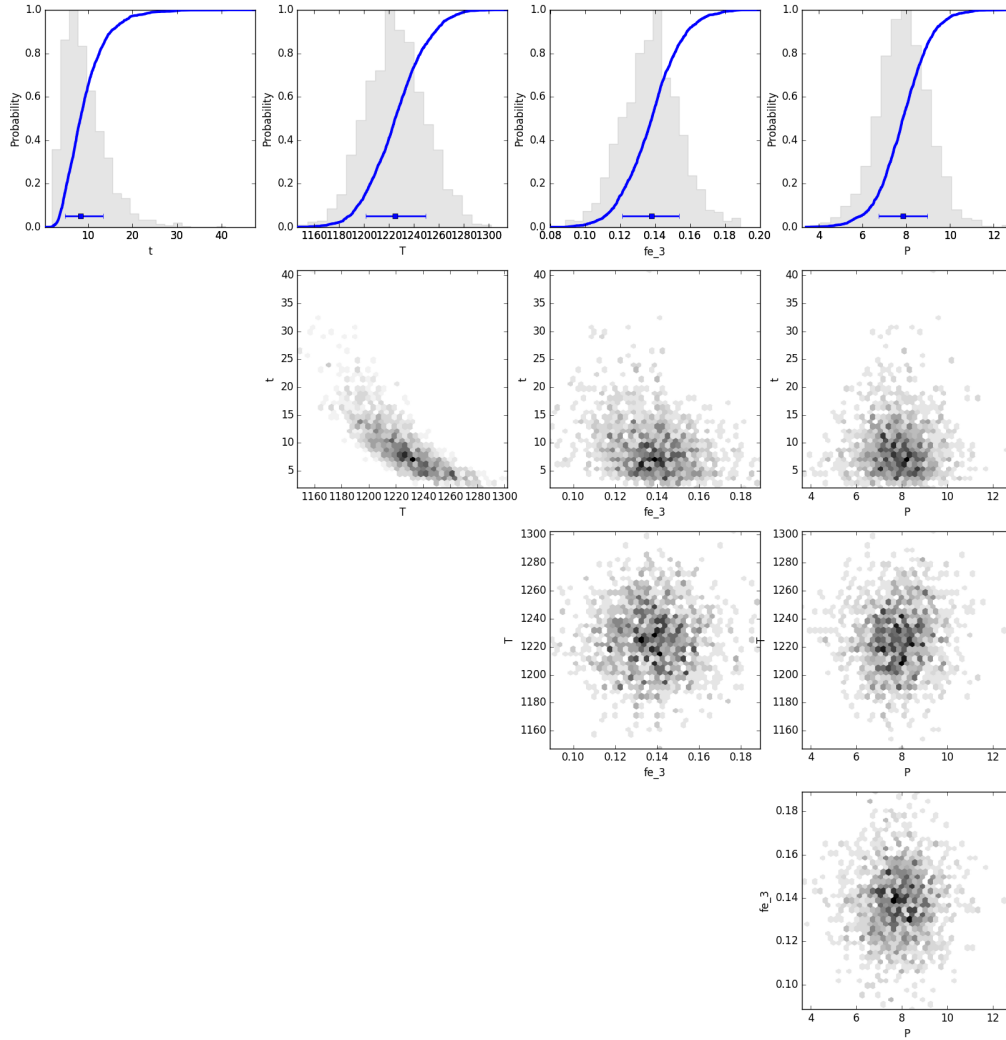 1.0
0.8
0.6
0.4
0.2
0.0
Probability
10 20 30 40
t
1.0
0.8
0.6
0.4
0.2
0.0
Probability
1160 1180 1200 1220 1240 1260 1280 1300
T
1.0
0.8
0.6
0.4
0.2
0.0
Probability
0.08 0.10 0.12 0.14 0.16 0.18 0.20
fe_3
1.0
0.8
0.6
0.4
0.2
0.0
Probability
4 6 8 10 12
P
40
35
30
25
20
15
10
5
t
1160 1180 1200 1220 1240 1260 1280 1300
T
40
35
30
25
20
15
10
5
t
0.10 0.12 0.14 0.16 0.18
fe_3
40
35
30
25
20
15
10
5
t
4 6 8 10 12
P
1300
1280
1260
1240
1220
1200
1180
1160
T
0.10 0.12 0.14 0.16 0.18
fe_3
1300
1280
1260
1240
1220
1200
1180
1160
T
4 6 8 10 12
P
0.18
0.16
0.14
0.12
0.10
fe_3
4 6 8 10 12
P